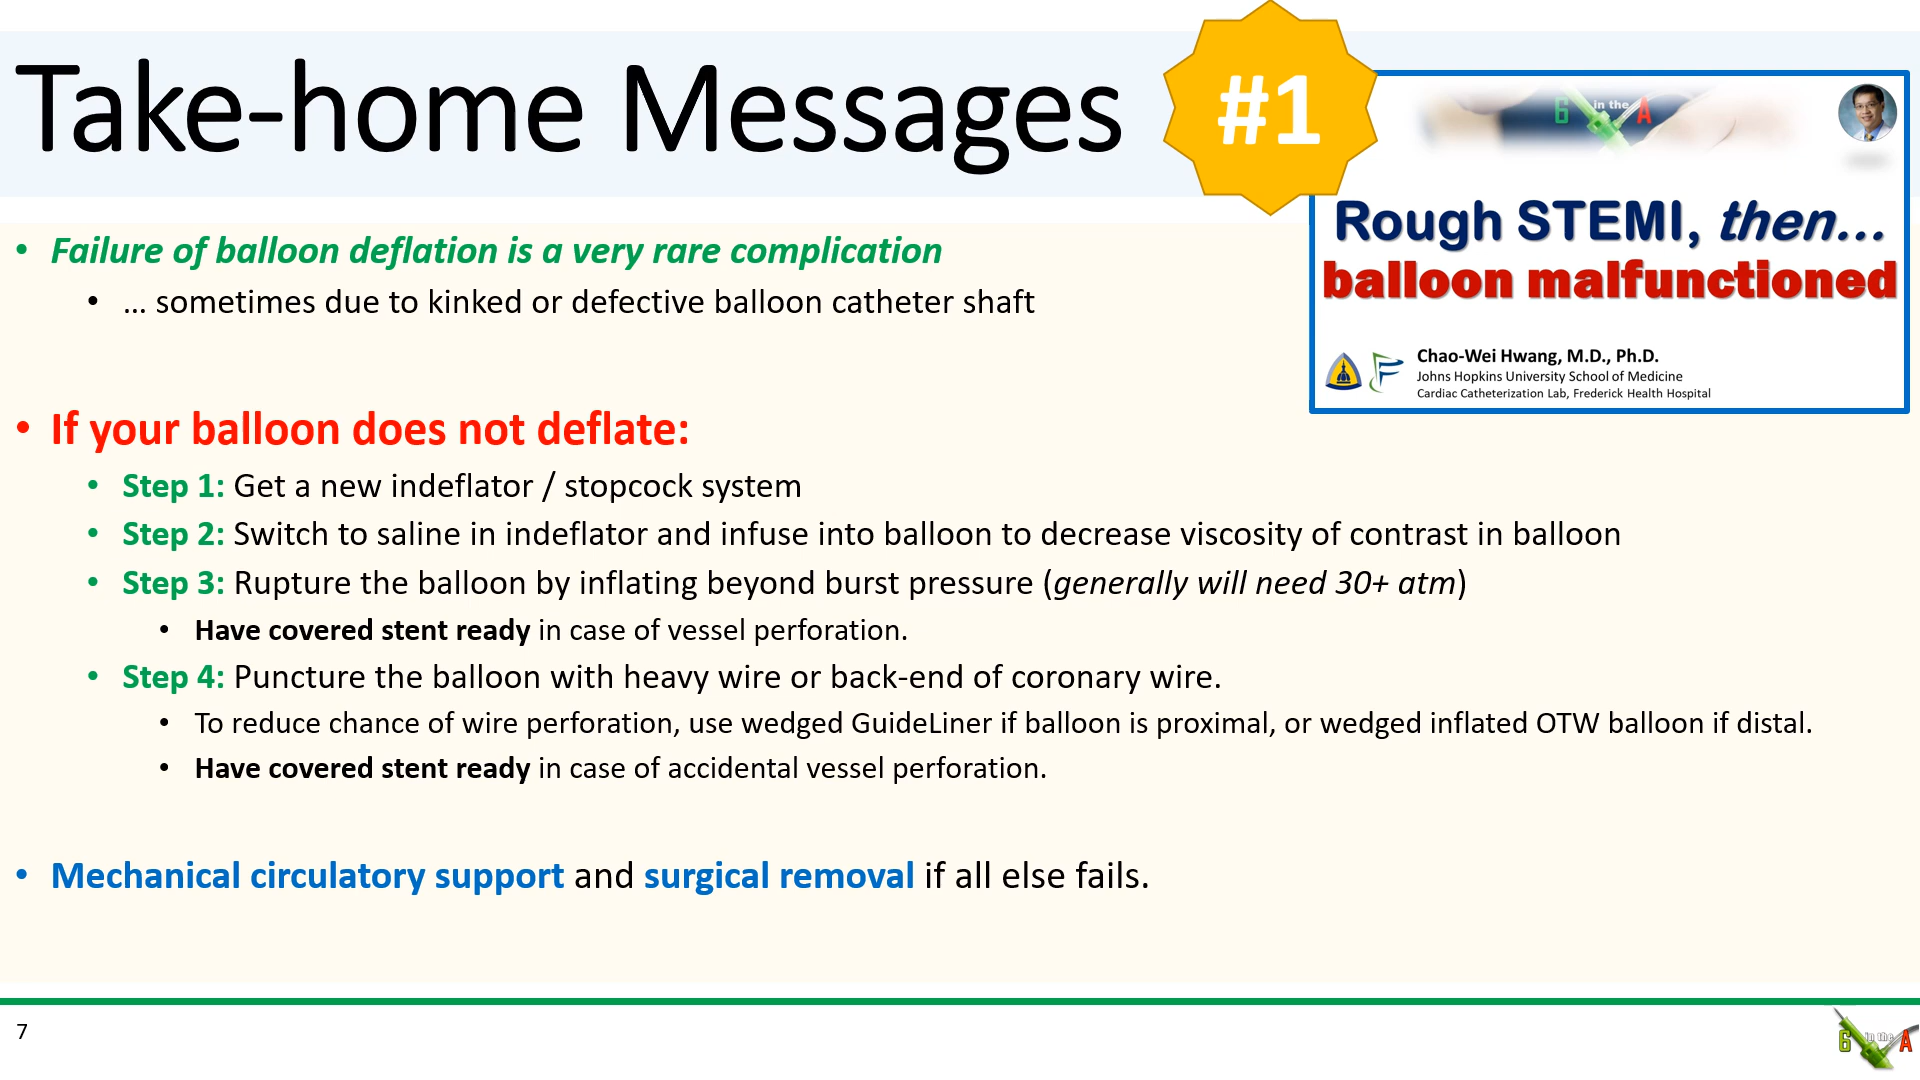 Take-home Messages
#1
6 in the A
Rough STEMI, then...
balloon malfunctioned
Chao-Wei Hwang, M.D., Ph.D.
Johns Hopkins University School of Medicine
Cardiac Catheterization Lab, Frederick Health Hospital
• Failure of balloon deflation is a very rare complication
• ... sometimes due to kinked or defective balloon catheter shaft
• If your balloon does not deflate:
• Step 1: Get a new indeflator / stopcock system
• Step 2: Switch to saline in indeflator and infuse into balloon to decrease viscosity of contrast in balloon
• Step 3: Rupture the balloon by inflating beyond burst pressure (generally will need 30+ atm)
• Have covered stent ready in case of vessel perforation.
• Step 4: Puncture the balloon with heavy wire or back-end of coronary wire.
• To reduce chance of wire perforation, use wedged GuideLiner if balloon is proximal, or wedged inflated OTW balloon if distal.
• Have covered stent ready in case of accidental vessel perforation.
• Mechanical circulatory support and surgical removal if all else fails.
7
6 in the A